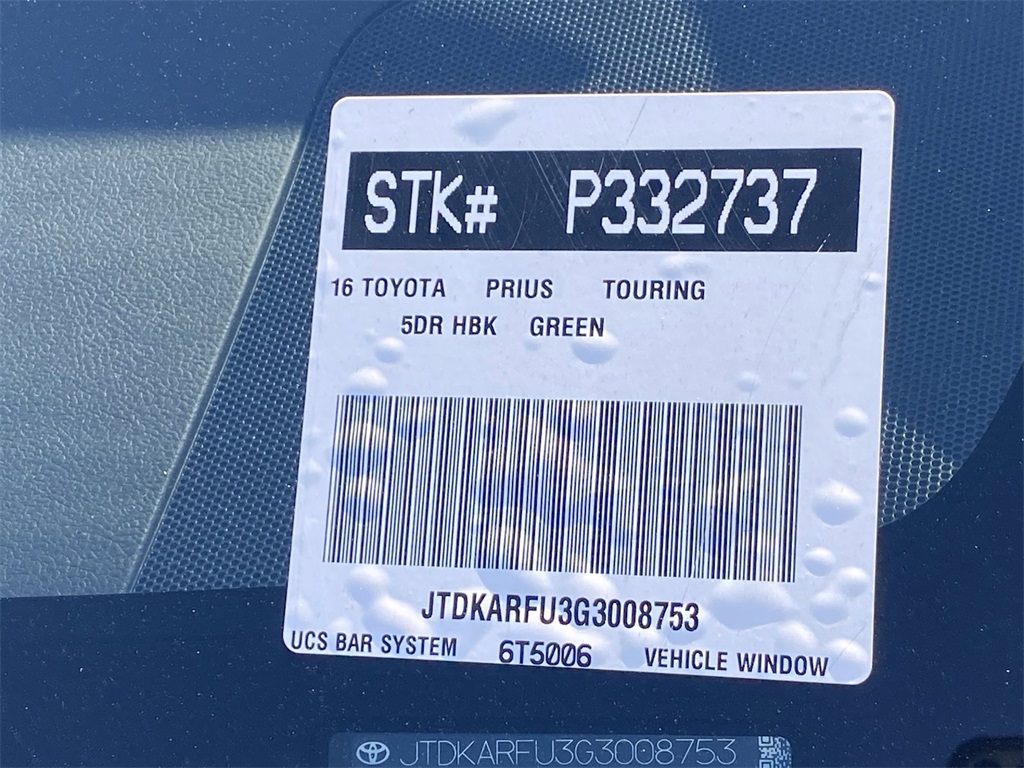 STK# P332737
16 TOYOTA PRIUS TOURING
5DR HBK GREEN
JTDKARFU3G3008753
UCS BAR SYSTEM 6T5006 VEHICLE WINDOW
JTDKARFU3G3008753